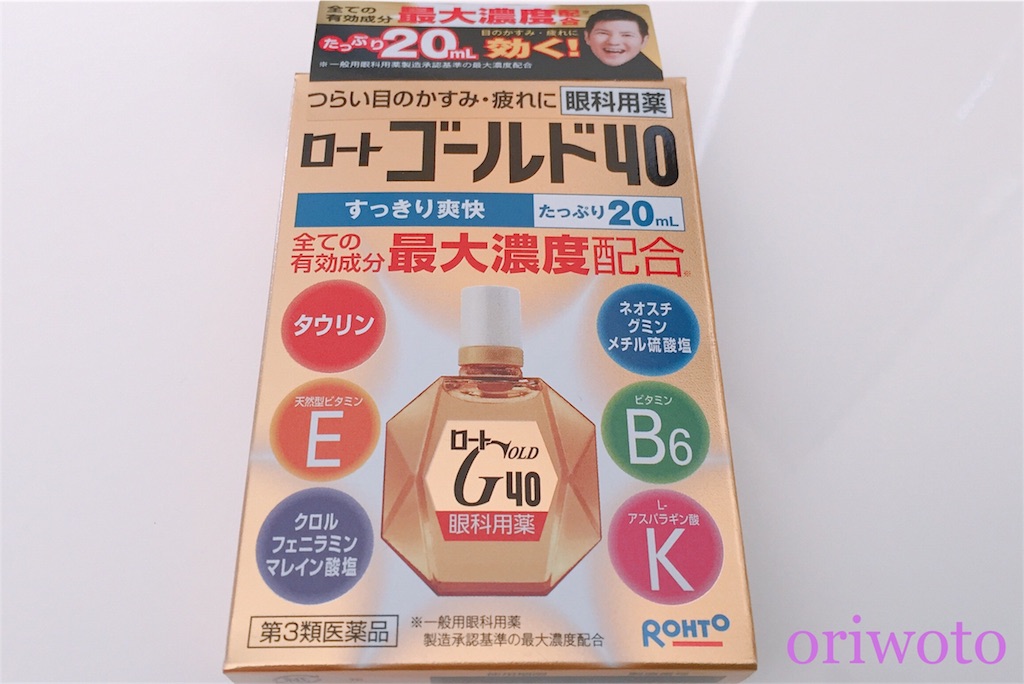 全ての
有効成分 最大濃度配合※
たっぷり20mL 目のかすみ・疲れに
効く!
※一般用眼科用薬製造承認基準の最大濃度配合
つらい目のかすみ・疲れに 眼科用薬
ロートゴールド40
すっきり爽快 たっぷり20mL
全ての
有効成分 最大濃度配合※
タウリン
ネオスチ
グミン
メチル硫酸塩
天然型ビタミン
E
ビタミン
B6
クロル
フェニラミン
マレイン酸塩
L-
アスパラギン酸
K
ロート
GOLD
40
眼科用薬
第3類医薬品
※一般用眼科用薬
製造承認基準の最大濃度配合
ROHTO
oriwoto